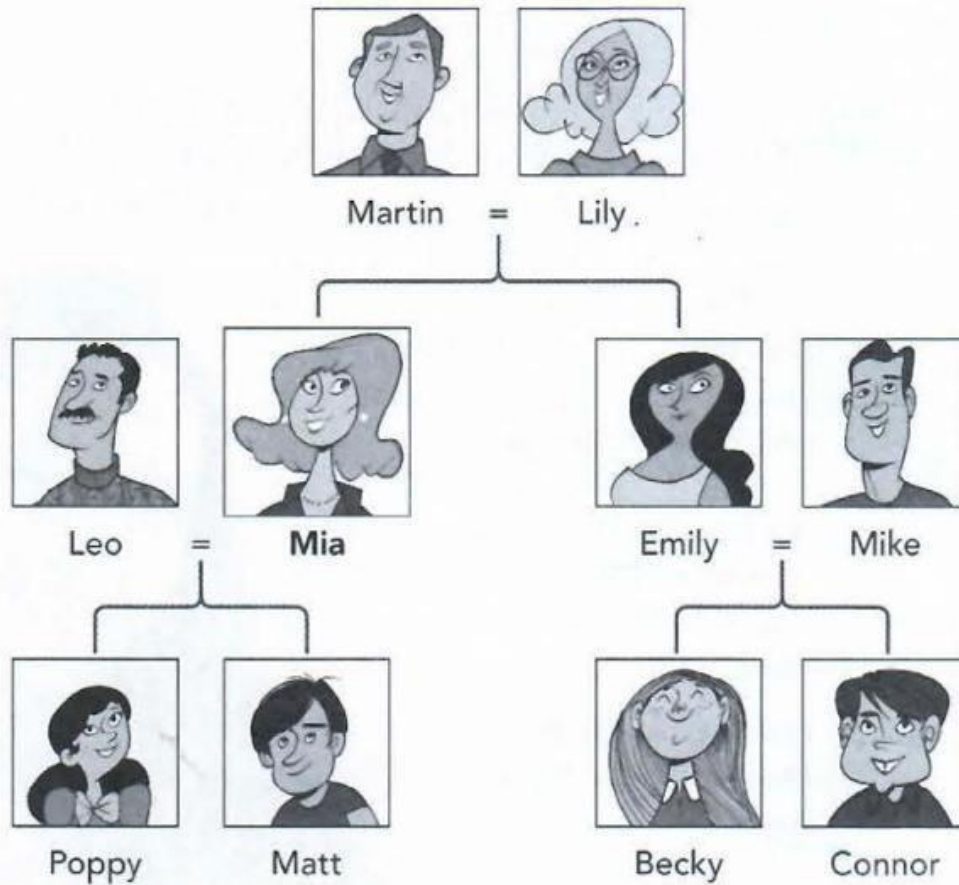 Martin = Lily.
Leo = Mia
Emily = Mike
Poppy
Matt
Becky
Connor